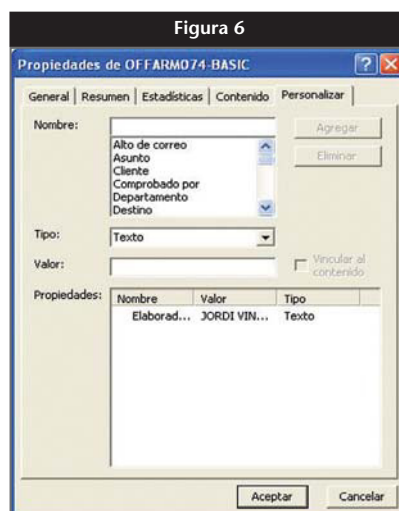 Figura 6
Propiedades de OFFARM074-BASIC
General Resumen Estadísticas Contenido Personalizar
Nombre: Agregar
Alto de correo
Asunto
Cliente
Comprobado por
Departamento
Destino
Eliminar
Tipo: Texto
Valor: Vincular al
contenido
Propiedades: Nombre Valor Tipo
Elaborad... JORDI VIN... Texto
Aceptar Cancelar